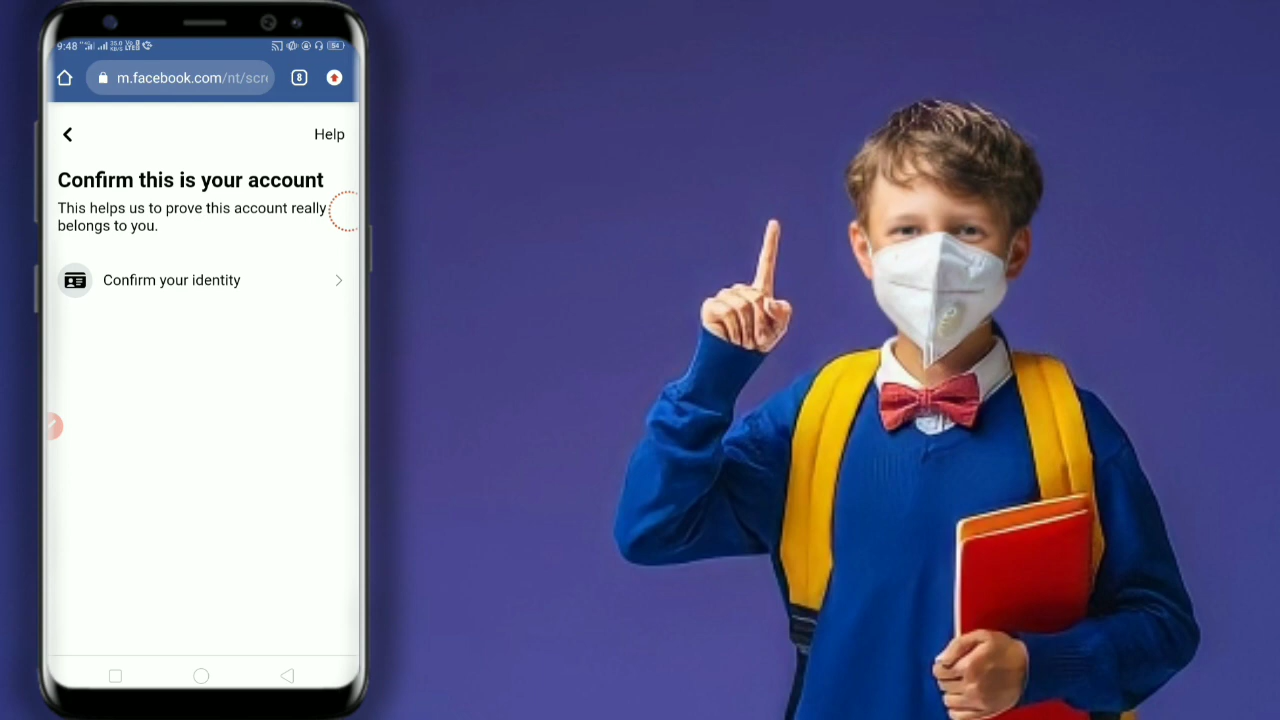 9:48
54
m.facebook.com/nt/scr
8
Help
Confirm this is your account
This helps us to prove this account really
belongs to you.
Confirm your identity